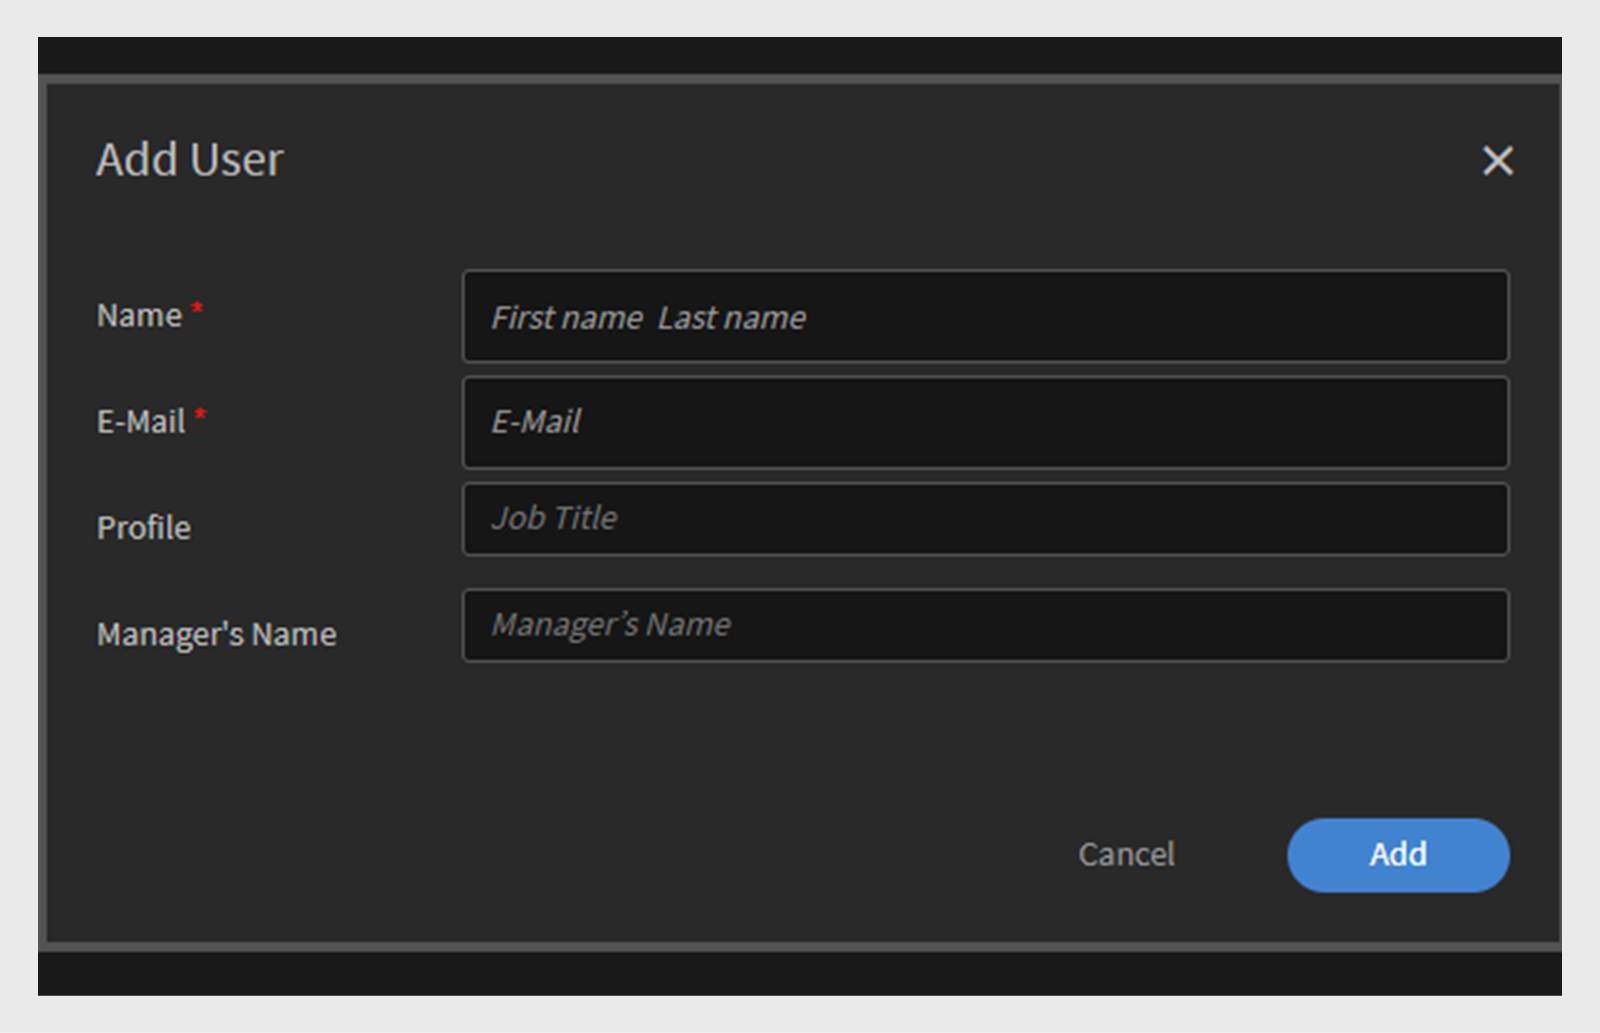 Add User
Name * First name  Last name
E-Mail * E-Mail
Profile Job Title
Manager's Name Manager’s Name
Cancel Add